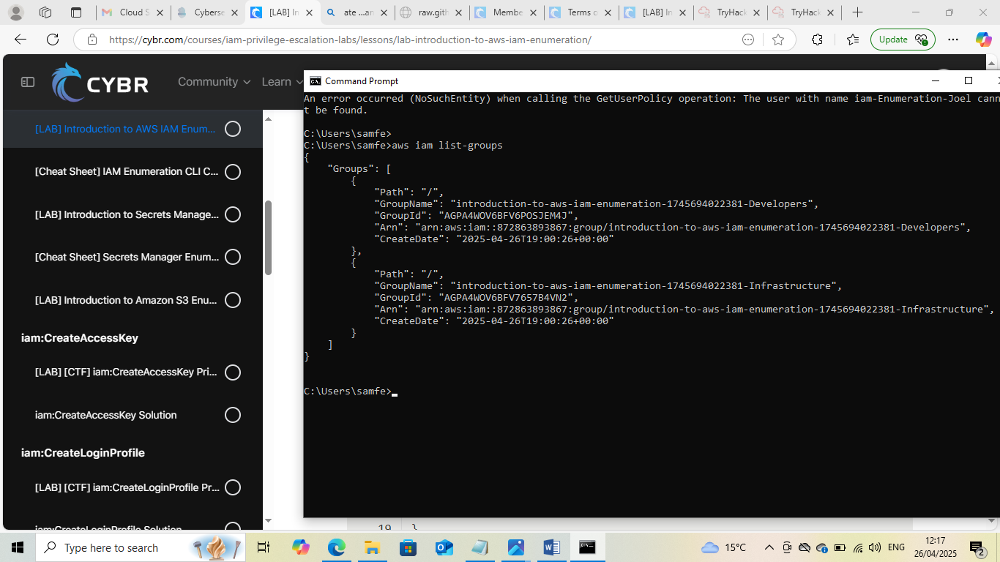 Cloud S
Cyberse
[LAB] In
ate ...an
raw.gith
Membe
Terms o
[LAB] In
TryHac
TryHac
https://cybr.com/courses/iam-privilege-escalation-labs/lessons/lab-introduction-to-aws-iam-enumeration/
Update
CYBR
Community
Learn
[LAB] Introduction to AWS IAM Enum...
[Cheat Sheet] IAM Enumeration CLI C...
[LAB] Introduction to Secrets Manage...
[Cheat Sheet] Secrets Manager Enum...
[LAB] Introduction to Amazon S3 Enu...
iam:CreateAccessKey
[LAB] [CTF] iam:CreateAccessKey Pri...
iam:CreateAccessKey Solution
iam:CreateLoginProfile
[LAB] [CTF] iam:CreateLoginProfile Pr...
iam:CreateLoginProfile Solution
Command Prompt
An error occurred (NoSuchEntity) when calling the GetUserPolicy operation: The user with name iam-Enumeration-Joel cann
t be found.
C:\Users\samfe>
C:\Users\samfe>aws iam list-groups
{
"Groups": [
{
"Path": "/",
"GroupName": "introduction-to-aws-iam-enumeration-1745694022381-Developers",
"GroupId": "AGPA4WOV6BFV6POSJEM4J",
"Arn": "arn:aws:iam::872863893867:group/introduction-to-aws-iam-enumeration-1745694022381-Developers",
"CreateDate": "2025-04-26T19:00:26+00:00"
},
{
"Path": "/",
"GroupName": "introduction-to-aws-iam-enumeration-1745694022381-Infrastructure",
"GroupId": "AGPA4WOV6BFV7657B4VN2",
"Arn": "arn:aws:iam::872863893867:group/introduction-to-aws-iam-enumeration-1745694022381-Infrastructure",
"CreateDate": "2025-04-26T19:00:26+00:00"
}
]
}
C:\Users\samfe>
19 }
Type here to search
15°C
ENG
12:17
26/04/2025
2